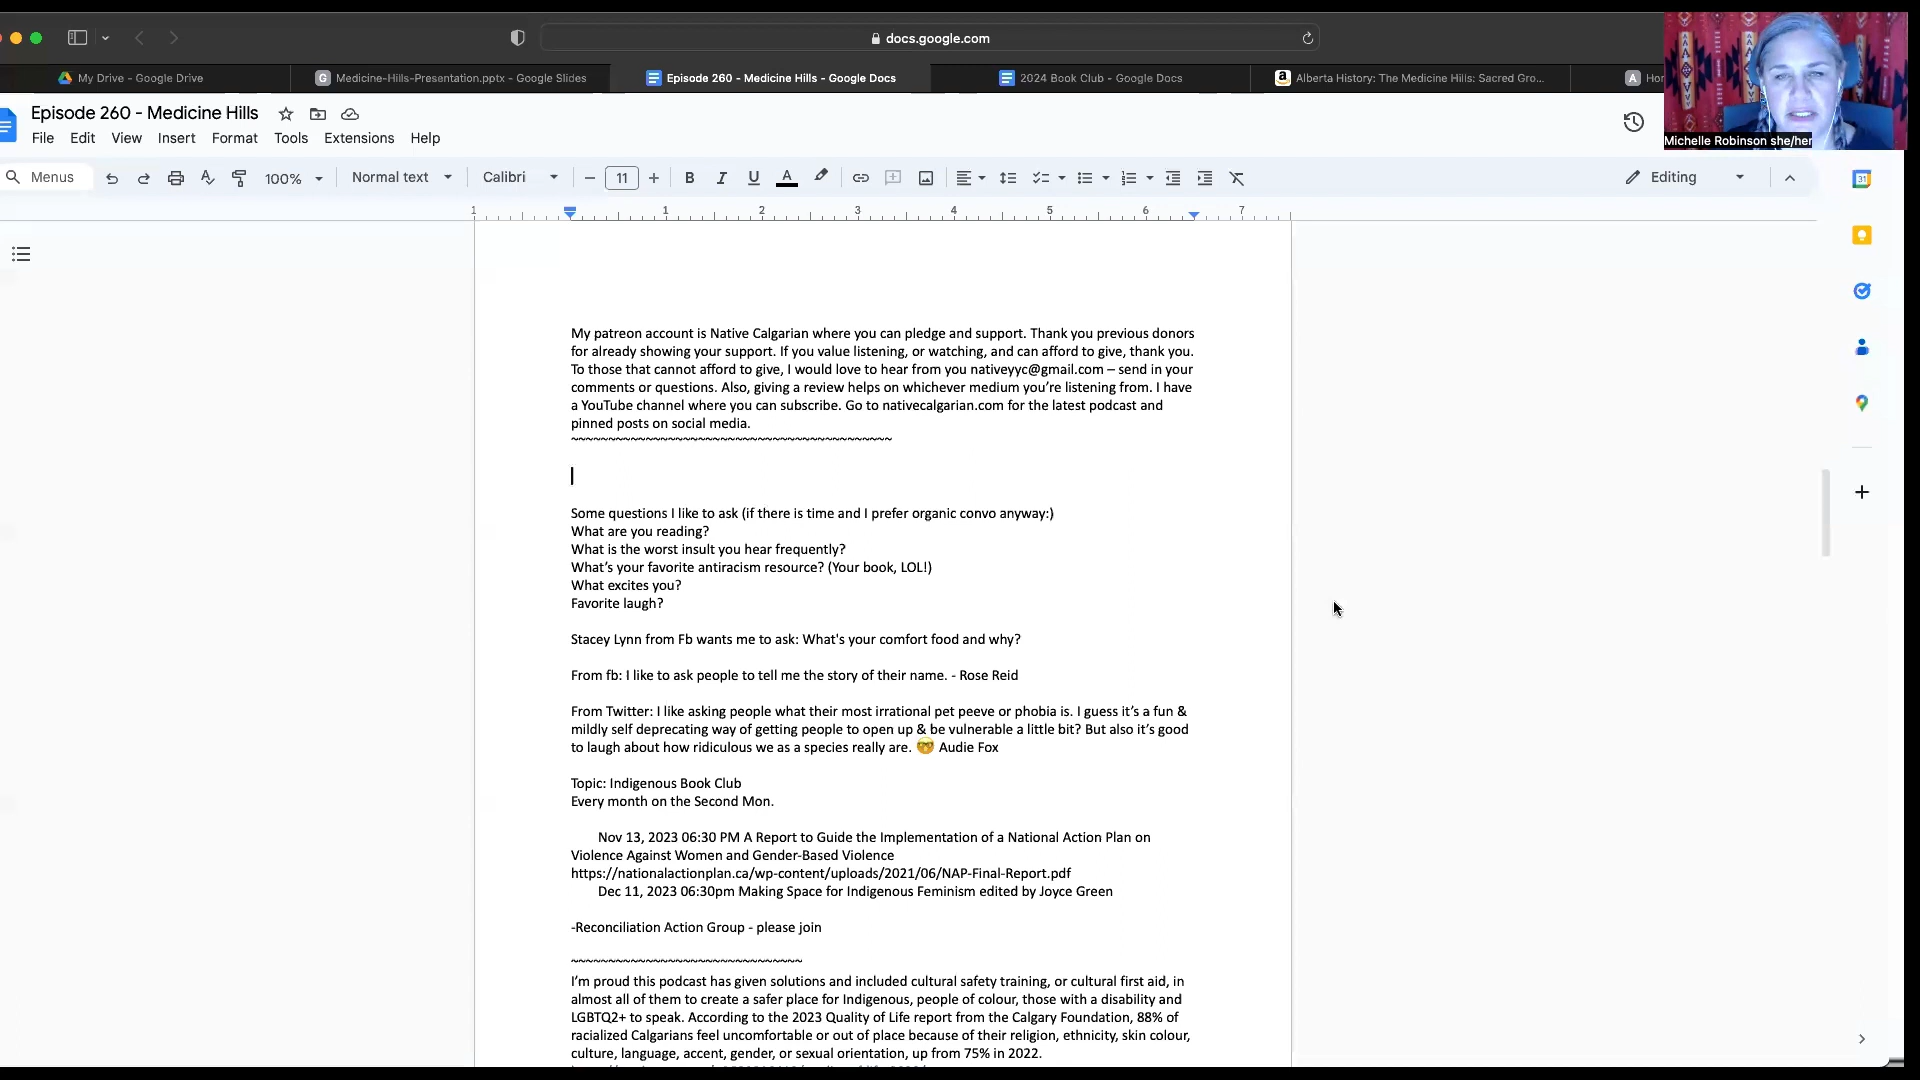 docs.google.com
My Drive - Google Drive
Medicine-Hills-Presentation.pptx - Google Slides
Episode 260 - Medicine Hills - Google Docs
2024 Book Club - Google Docs
Alberta History: The Medicine Hills: Sacred Gro...
Michelle Robinson she/her
Episode 260 - Medicine Hills
File Edit View Insert Format Tools Extensions Help
Menus 100% Normal text Calibri 11 Editing
1 1 2 3 4 5 6 7
My patreon account is Native Calgarian where you can pledge and support. Thank you previous donors
for already showing your support. If you value listening, or watching, and can afford to give, thank you.
To those that cannot afford to give, I would love to hear from you nativeyyc@gmail.com – send in your
comments or questions. Also, giving a review helps on whichever medium you’re listening from. I have
a YouTube channel where you can subscribe. Go to nativecalgarian.com for the latest podcast and
pinned posts on social media.
~~~~~~~~~~~~~~~~~~~~~~~~~~~~~~~~~~~~~~~~~~~
Some questions I like to ask (if there is time and I prefer organic convo anyway:)
What are you reading?
What is the worst insult you hear frequently?
What’s your favorite antiracism resource? (Your book, LOL!)
What excites you?
Favorite laugh?
Stacey Lynn from Fb wants me to ask: What's your comfort food and why?
From fb: I like to ask people to tell me the story of their name. - Rose Reid
From Twitter: I like asking people what their most irrational pet peeve or phobia is. I guess it’s a fun &
mildly self deprecating way of getting people to open up & be vulnerable a little bit? But also it’s good
to laugh about how ridiculous we as a species really are. 🤓 Audie Fox
Topic: Indigenous Book Club
Every month on the Second Mon.
Nov 13, 2023 06:30 PM A Report to Guide the Implementation of a National Action Plan on
Violence Against Women and Gender-Based Violence
https://nationalactionplan.ca/wp-content/uploads/2021/06/NAP-Final-Report.pdf
Dec 11, 2023 06:30pm Making Space for Indigenous Feminism edited by Joyce Green
-Reconciliation Action Group - please join
~~~~~~~~~~~~~~~~~~~~~~~~~~~~~~~
I’m proud this podcast has given solutions and included cultural safety training, or cultural first aid, in
almost all of them to create a safer place for Indigenous, people of colour, those with a disability and
LGBTQ2+ to speak. According to the 2023 Quality of Life report from the Calgary Foundation, 88% of
racialized Calgarians feel uncomfortable or out of place because of their religion, ethnicity, skin colour,
culture, language, accent, gender, or sexual orientation, up from 75% in 2022.